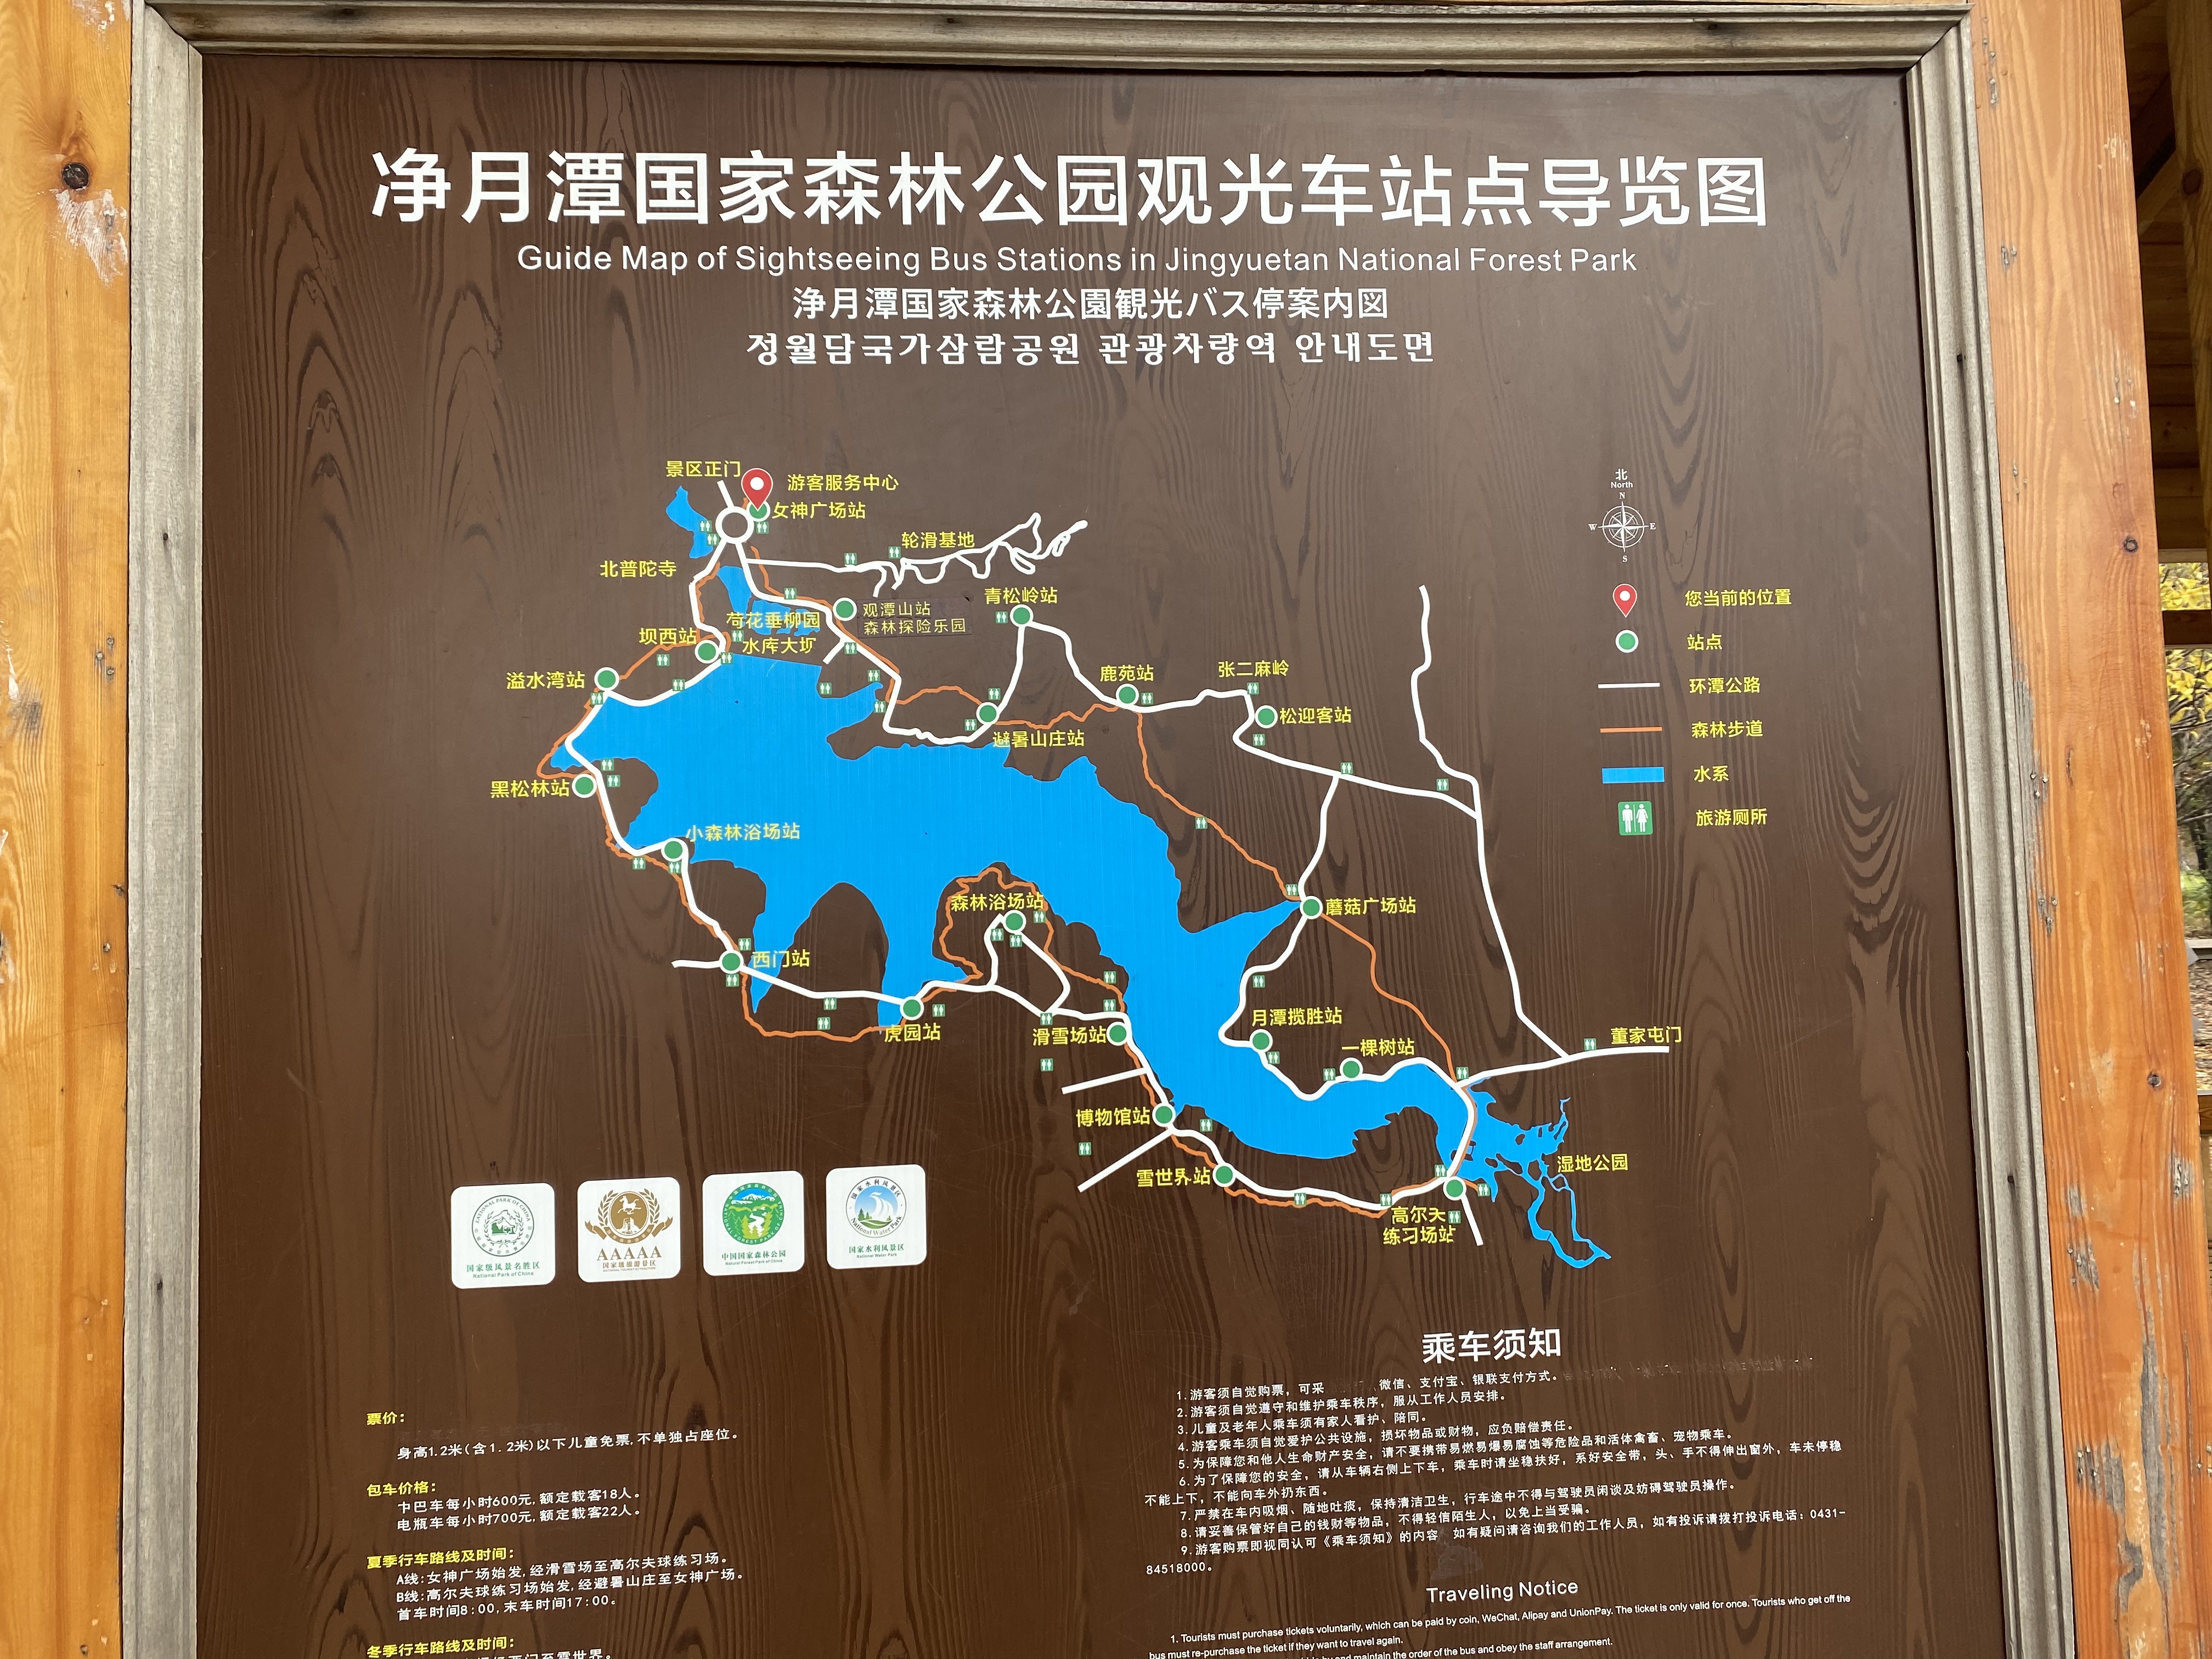 净月潭国家森林公园观光车站点导览图
Guide Map of Sightseeing Bus Stations in Jingyuetan National Forest Park
浄月潭国家森林公園観光バス停案内図
정월담국가삼람공원 관광차량역 안내도면
景区正门
游客服务中心
女神广场站
轮滑基地
北普陀寺
青松岭站
观潭山站
森林探险乐园
荷花垂柳园
坝西站
水库大坝
溢水湾站
鹿苑站
张二麻岭
松迎客站
避暑山庄站
黑松林站
小森林浴场站
森林浴场站
蘑菇广场站
西门站
虎园站
滑雪场站
月潭揽胜站
一棵树站
董家屯门
博物馆站
雪世界站
湿地公园
高尔夫
练习场站
北
North
N
W
E
S
您当前的位置
站点
环潭公路
森林步道
水系
旅游厕所
国家级风景名胜区
National Park of China
AAAAA
国家级旅游景区
中国国家森林公园
国家水利风景区
National Water Park
国家水利风景区
National Water Park
票价：
身高1.2米(含1.2米)以下儿童免票,不单独占座位。
包车价格：
卡巴车每小时600元,额定载客18人。
电瓶车每小时700元,额定载客22人。
夏季行车路线及时间：
A线:女神广场始发,经滑雪场至高尔夫球练习场。
B线:高尔夫球练习场始发,经避暑山庄至女神广场。
首车时间8:00,末车时间17:00。
冬季行车路线及时间：
西门至雪世界。
乘车须知
1.游客须自觉购票，可采 微信、支付宝、银联支付方式。
2.游客须自觉遵守和维护乘车秩序，服从工作人员安排。
3.儿童及老年人乘车须有家人看护、陪同。
4.游客乘车须自觉爱护公共设施，损坏物品或财物，应负赔偿责任。
5.为保障您和他人生命财产安全，请不要携带易燃易爆易腐蚀等危险品和活体禽畜、宠物乘车。
6.为了保障您的安全，请从车辆右侧上下车，乘车时请坐稳扶好，系好安全带，头、手不得伸出窗外，车未停稳
不能上下，不能向车外扔东西。
7.严禁在车内吸烟、随地吐痰，保持清洁卫生，行车途中不得与驾驶员闲谈及妨碍驾驶员操作。
8.请妥善保管好自己的钱财等物品，不得轻信陌生人，以免上当受骗。
9.游客购票即视同认可《乘车须知》的内容 如有疑问请咨询我们的工作人员，如有投诉请拨打投诉电话：0431-
84518000。
Traveling Notice
1. Tourists must purchase tickets voluntarily, which can be paid by coin, WeChat, Alipay and UnionPay. The ticket is only valid for once. Tourists who get off the
bus must re-purchase the ticket if they want to travel again.
by and maintain the order of the bus and obey the staff arrangement.